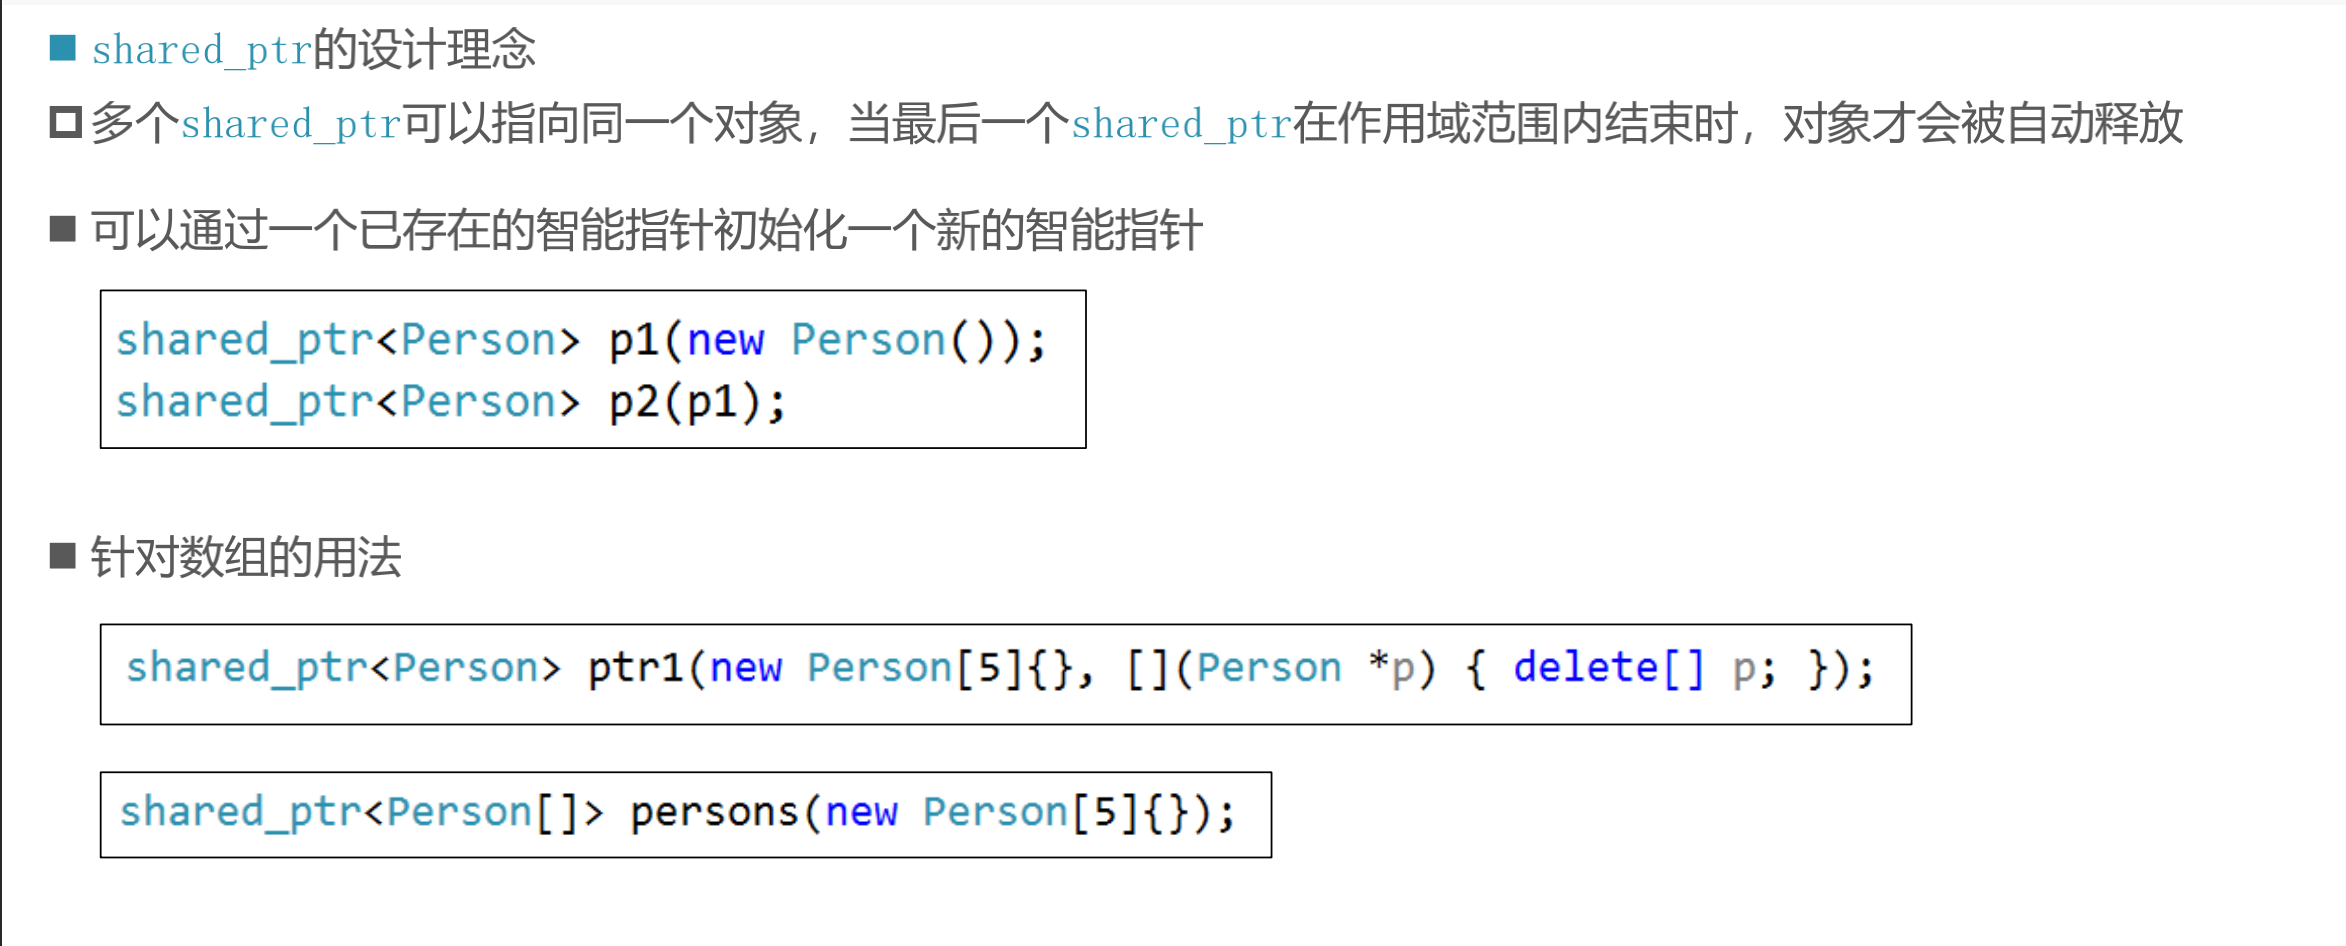 shared_ptr的设计理念
多个shared_ptr可以指向同一个对象，当最后一个shared_ptr在作用域范围内结束时，对象才会被自动释放
可以通过一个已存在的智能指针初始化一个新的智能指针
shared_ptr<Person> p1(new Person());
shared_ptr<Person> p2(p1);
针对数组的用法
shared_ptr<Person> ptr1(new Person[5]{}, [](Person *p) { delete[] p; });
shared_ptr<Person[]> persons(new Person[5]{});